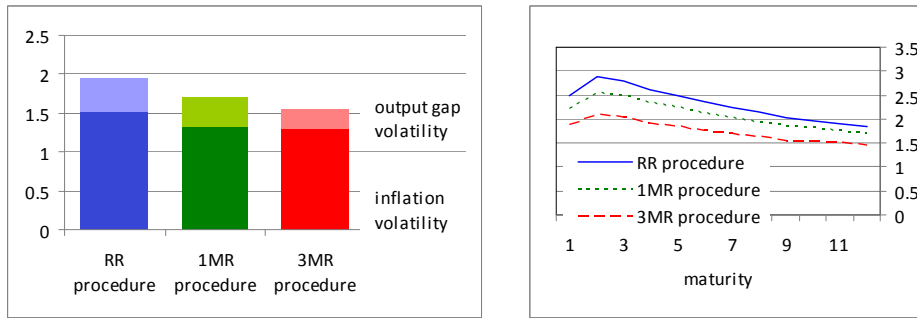 2.5
2
1.5
1
0.5
0
output gap
volatility
inflation
volatility
RR
procedure
1MR
procedure
3MR
procedure
3.5
3
2.5
2
1.5
1
0.5
0
RR procedure
1MR procedure
3MR procedure
1 3 5 7 9 11
maturity